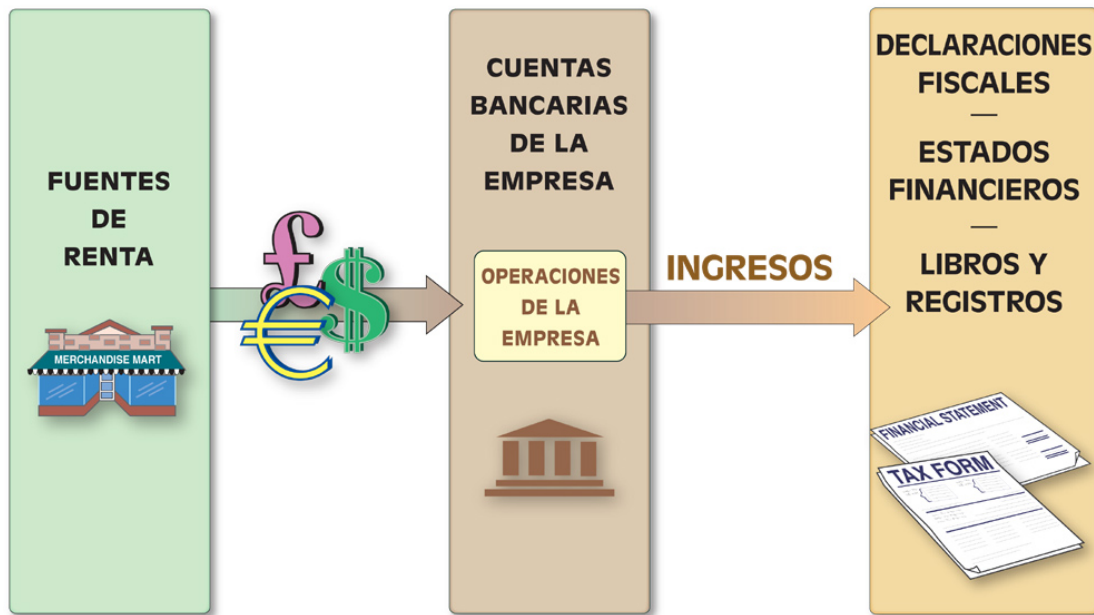 FUENTES
DE
RENTA
MERCHANDISE MART
£
$
€
CUENTAS
BANCARIAS
DE LA
EMPRESA
OPERACIONES
DE LA
EMPRESA
INGRESOS
DECLARACIONES
FISCALES
—
ESTADOS
FINANCIEROS
—
LIBROS Y
REGISTROS
FINANCIAL STATEMENT
TAX FORM